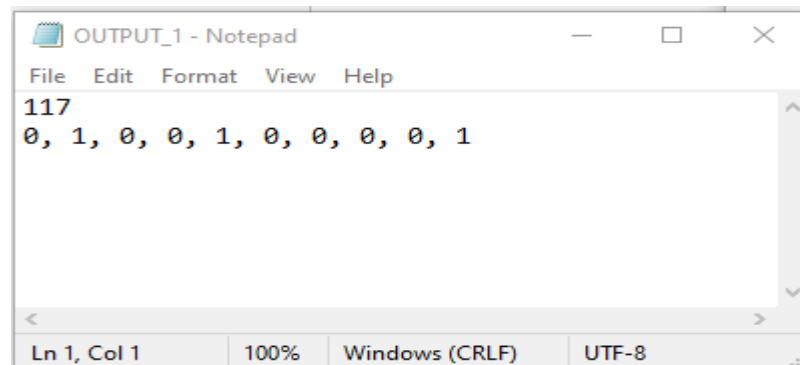 OUTPUT_1 - Notepad
File Edit Format View Help
117
0, 1, 0, 0, 1, 0, 0, 0, 0, 1
Ln 1, Col 1 100% Windows (CRLF) UTF-8